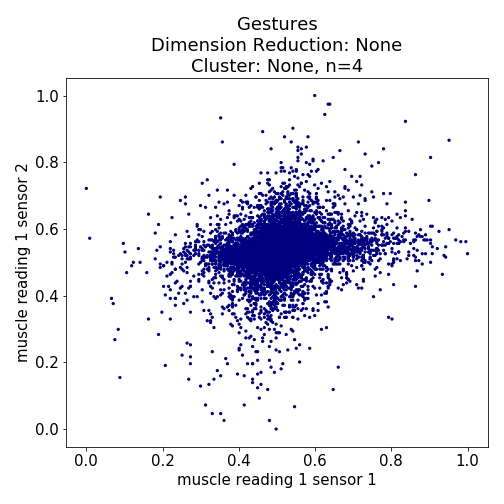 Gestures
Dimension Reduction: None
Cluster: None, n=4
1.0
0.8
0.6
0.4
0.2
0.0
muscle reading 1 sensor 2
0.0 0.2 0.4 0.6 0.8 1.0
muscle reading 1 sensor 1